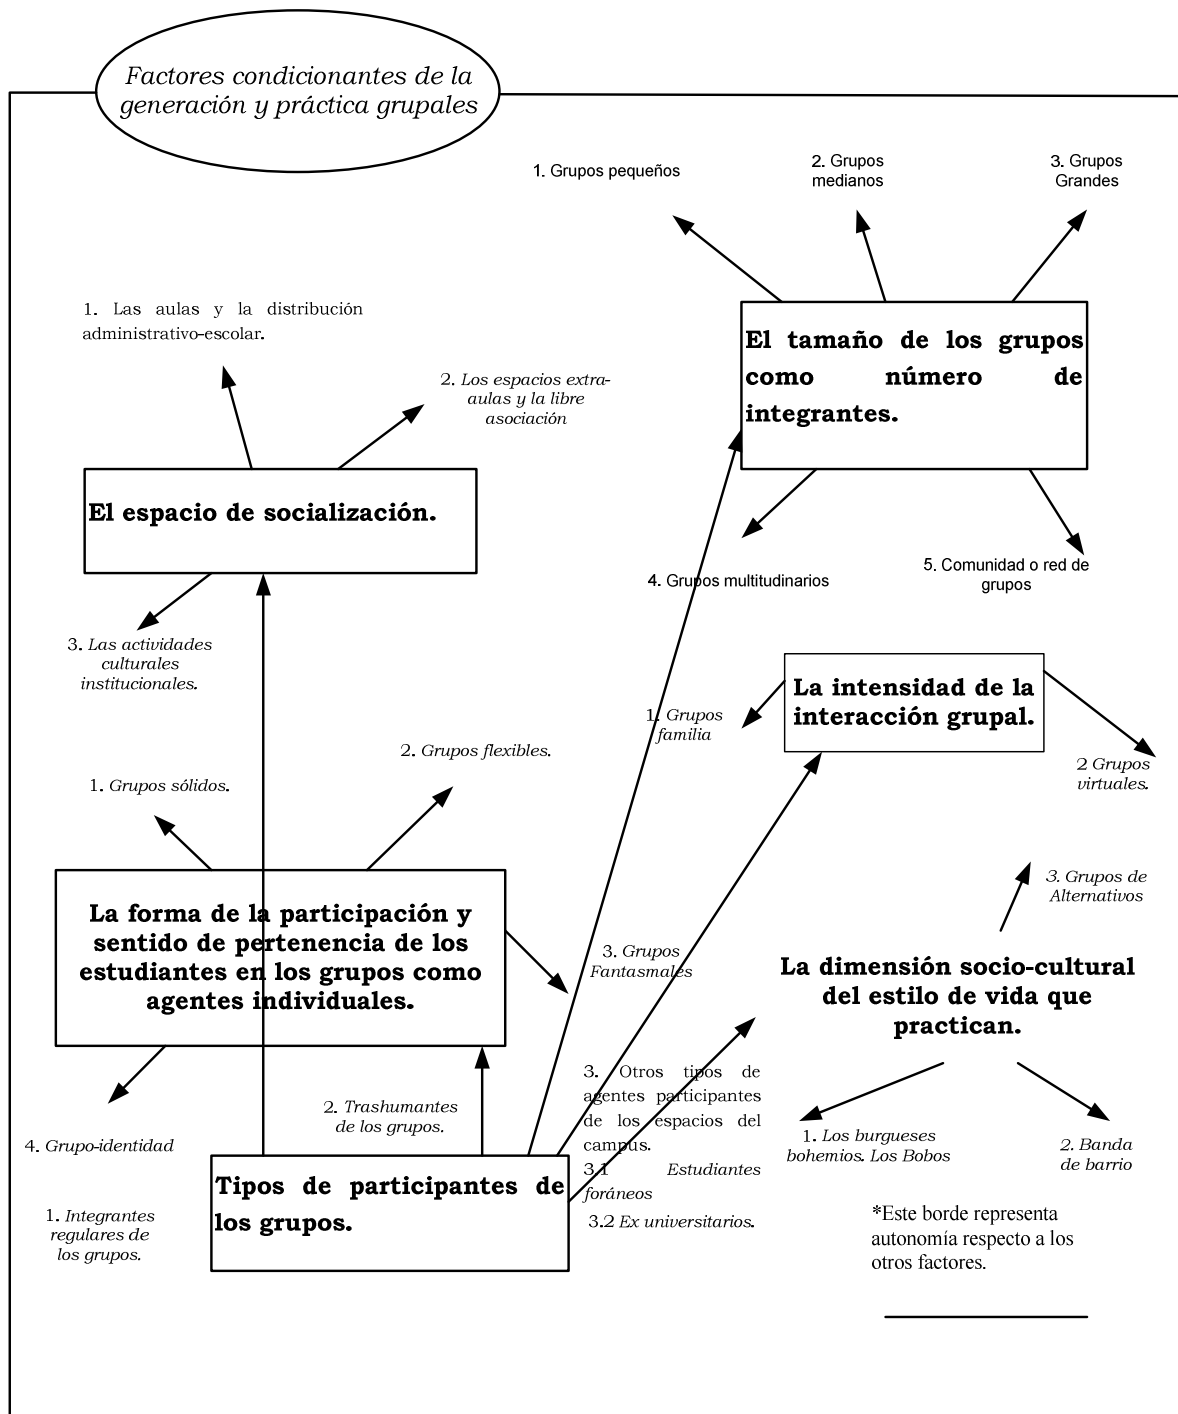 Factores condicionantes de la
generación y práctica grupales
1. Grupos pequeños
2. Grupos
medianos
3. Grupos
Grandes
1. Las aulas y la distribución
administrativo-escolar.
2. Los espacios extra-
aulas y la libre
asociación
El tamaño de los grupos
como número de
integrantes.
El espacio de socialización.
4. Grupos multitudinarios
5. Comunidad o red de
grupos
3. Las actividades
culturales
institucionales.
La intensidad de la
interacción grupal.
1. Grupos
familia
2 Grupos
virtuales.
1. Grupos sólidos.
2. Grupos flexibles.
La forma de la participación y
sentido de pertenencia de los
estudiantes en los grupos como
agentes individuales.
3. Grupos
Fantasmales
4. Grupo-identidad
3. Grupos de
Alternativos
La dimensión socio-cultural
del estilo de vida que
practican.
1. Los burgueses
bohemios. Los Bobos
2. Banda
de barrio
2. Trashumantes
de los grupos.
3. Otros tipos de
agentes participantes
de los espacios del
campus.
3.1 Estudiantes
foráneos
3.2 Ex universitarios.
Tipos de participantes de
los grupos.
1. Integrantes
regulares de
los grupos.
*Este borde representa
autonomía respecto a los
otros factores.